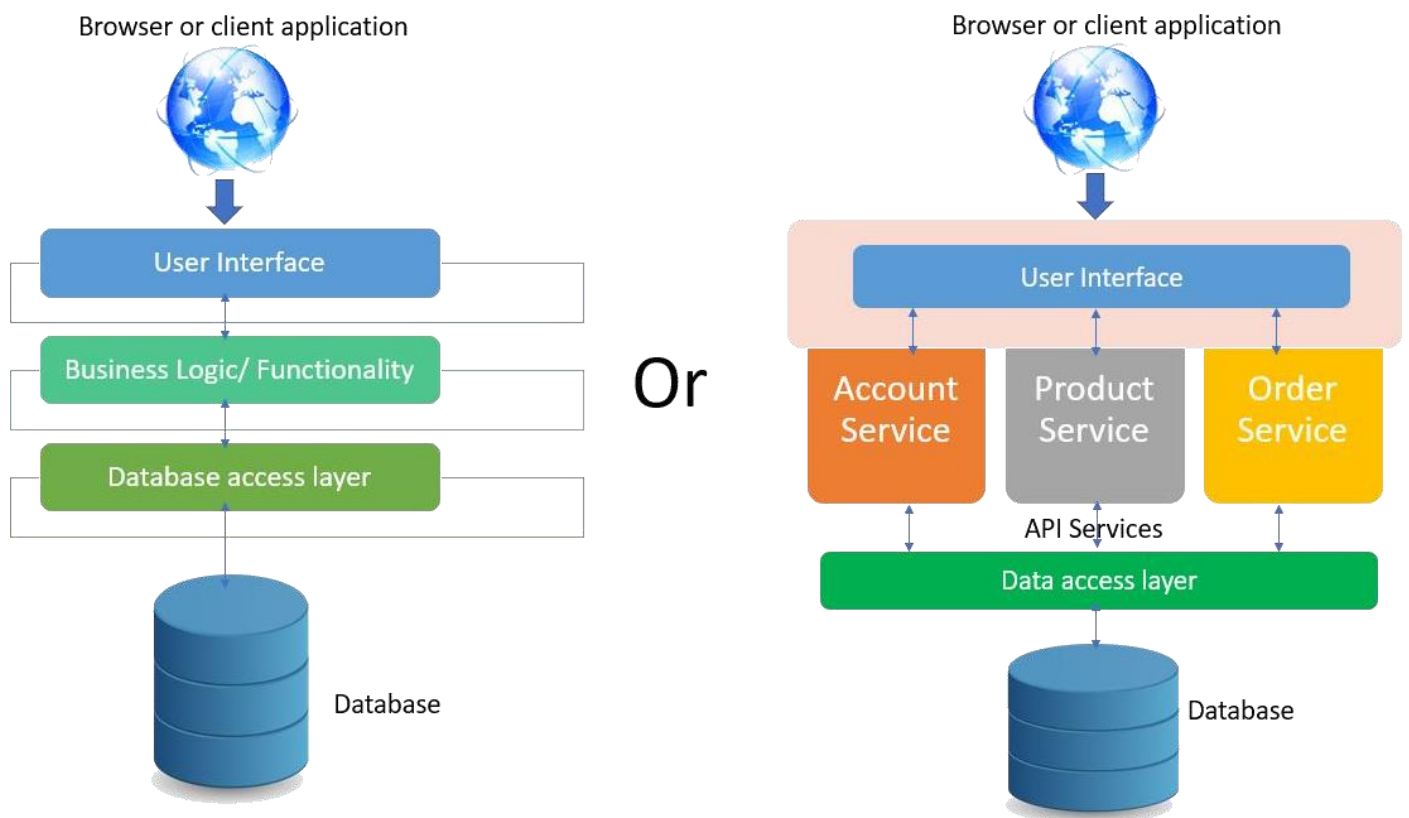 Browser or client application
User Interface
Business Logic/ Functionality
Database access layer
Database
Or
Browser or client application
User Interface
Account
Service
Product
Service
Order
Service
API Services
Data access layer
Database